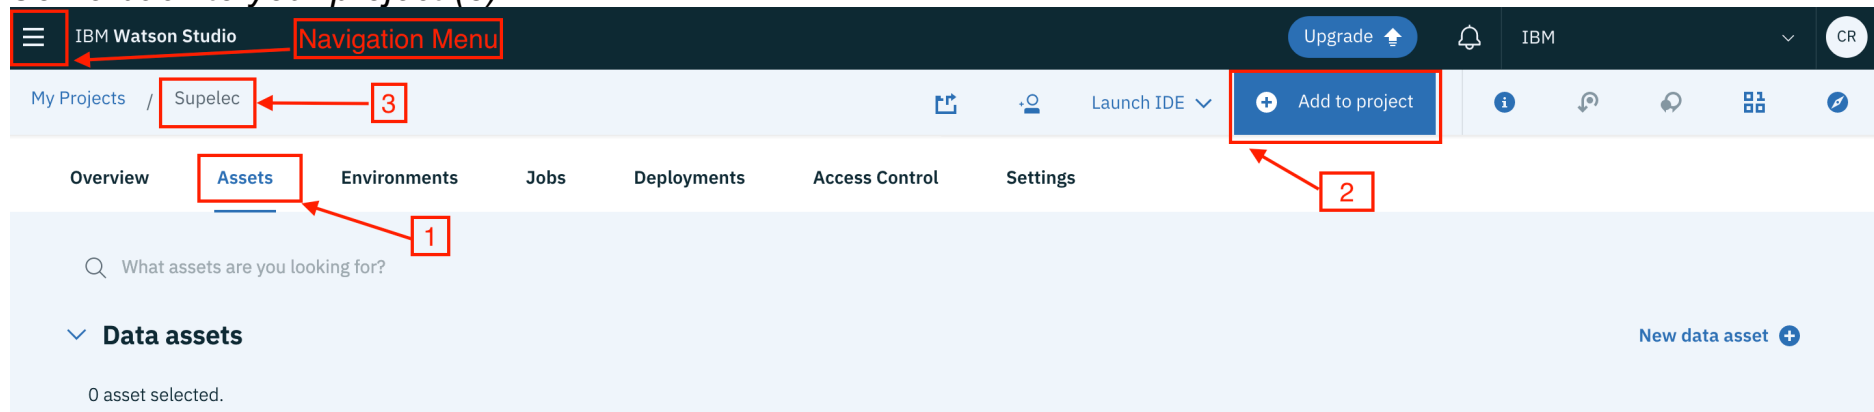 IBM Watson Studio
Navigation Menu
Upgrade
IBM
CR
My Projects / Supelec
3
Launch IDE
Add to project
Overview
Assets
Environments
Jobs
Deployments
Access Control
Settings
2
1
What assets are you looking for?
Data assets
New data asset
0 asset selected.